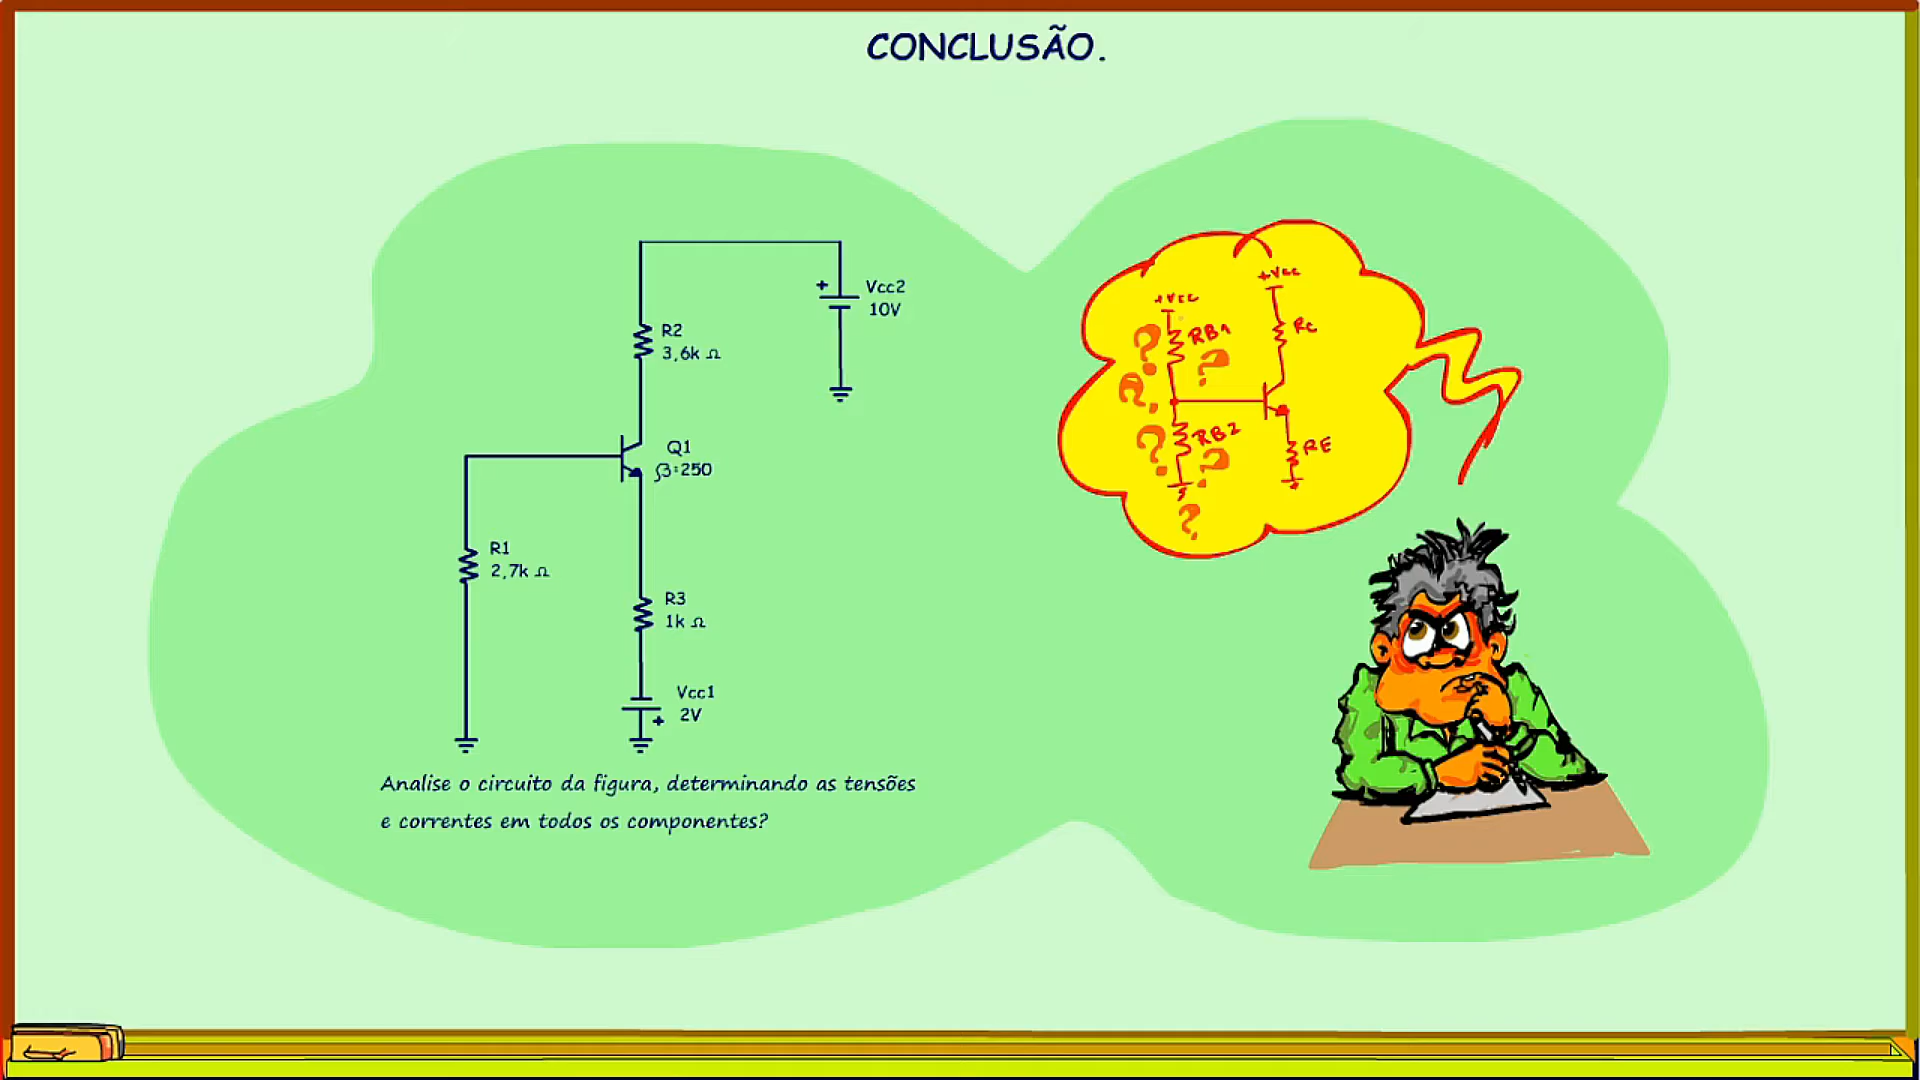 CONCLUSÃO.
+
Vcc2
10V
R2
3,6k Ω
Q1
β:250
R1
2,7k Ω
R3
1k Ω
Vcc1
2V
+
Analise o circuito da figura, determinando as tensões
e correntes em todos os componentes?
+Vcc
+Vcc
RB1
RC
? ?
?
RB2
RE
? ?
?